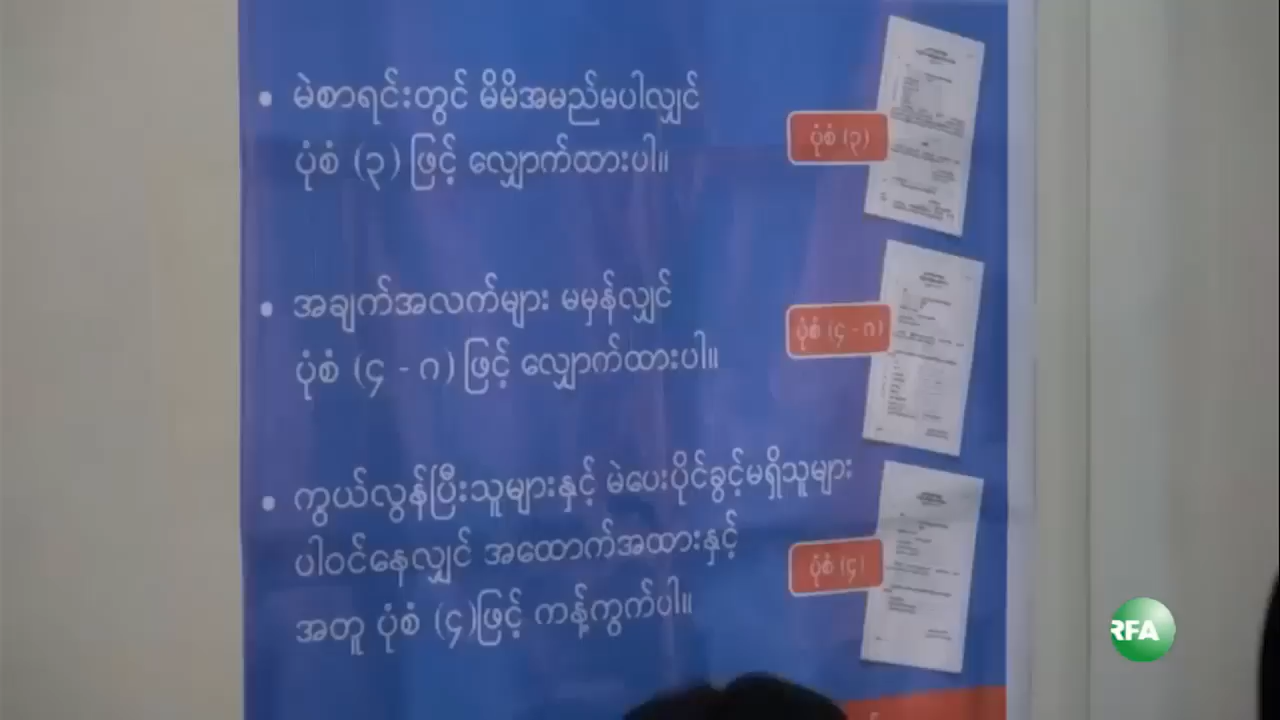 • မဲစာရင်းတွင် မိမိအမည်မပါလျှင်
ပုံစံ (၃) ဖြင့် လျှောက်ထားပါ။
ပုံစံ (၃)
• အချက်အလက်များ မမှန်လျှင်
ပုံစံ (၄ - ဂ) ဖြင့် လျှောက်ထားပါ။
ပုံစံ (၄ - ဂ)
• ကွယ်လွန်ပြီးသူများနှင့် မဲပေးပိုင်ခွင့်မရှိသူများ
ပါဝင်နေလျှင် အထောက်အထားနှင့်
အတူ ပုံစံ (၄)ဖြင့် ကန့်ကွက်ပါ။
ပုံစံ (၄)
RFA